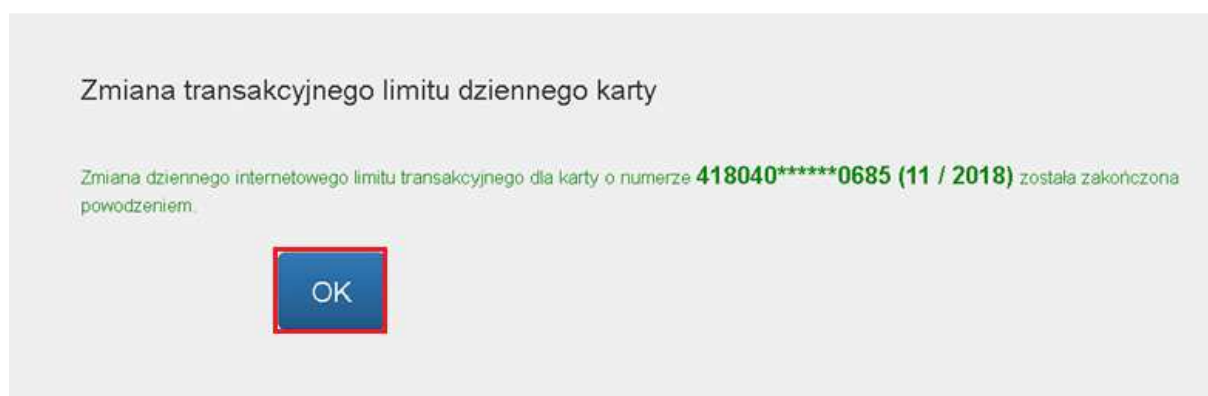 Zmiana transakcyjnego limitu dziennego karty
Zmiana dziennego internetowego limitu transakcyjnego dla karty o numerze 418040******0685 (11 / 2018) została zakończona
powodzeniem.
OK